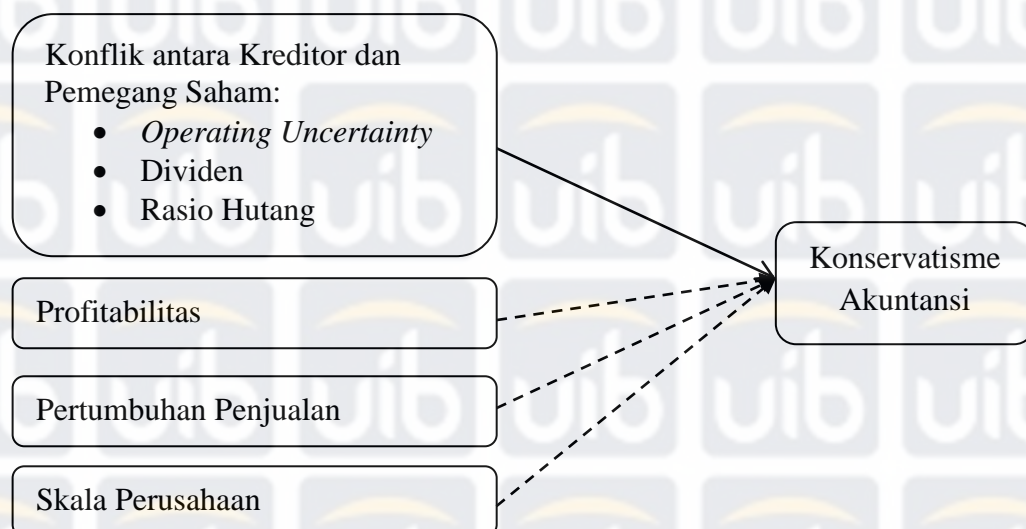 Konflik antara Kreditor dan
Pemegang Saham:
• Operating Uncertainty
• Dividen
• Rasio Hutang
Konservatisme
Akuntansi
Profitabilitas
Pertumbuhan Penjualan
Skala Perusahaan